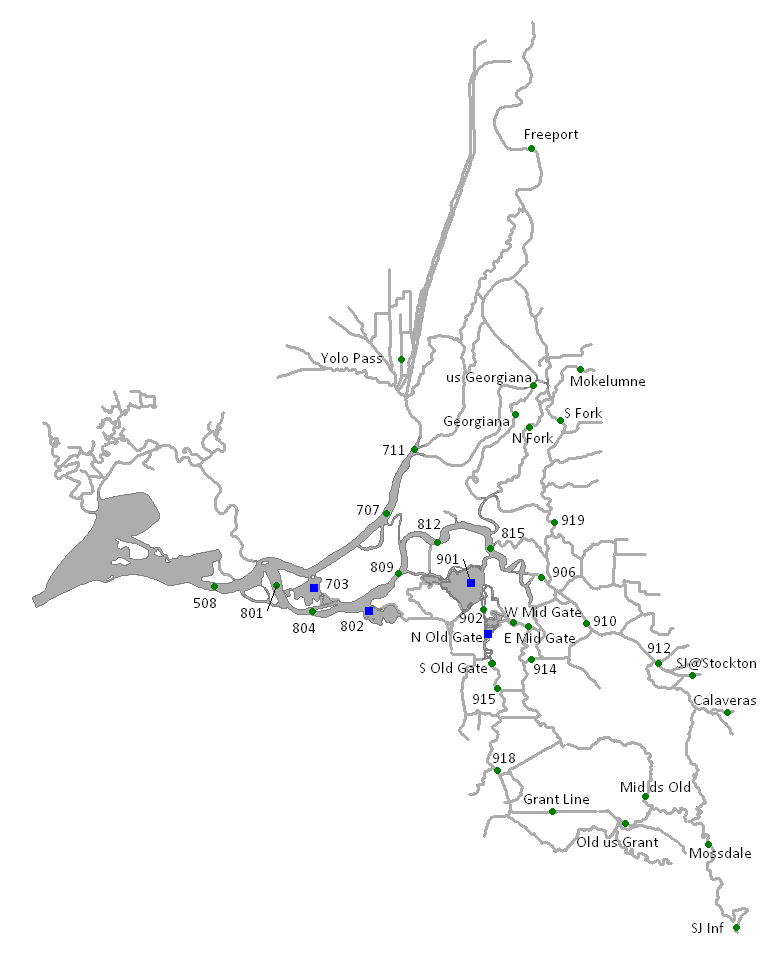 Freeport
Yolo Pass
us Georgiana
Mokelumne
Georgiana
S Fork
N Fork
711
707
812
919
815
901
809
906
703
508
801
804
802
902
W Mid Gate
910
N Old Gate
E Mid Gate
912
S Old Gate
914
SJ@Stockton
915
Calaveras
918
Mid ds Old
Grant Line
Old us Grant
Mossdale
SJ Inf